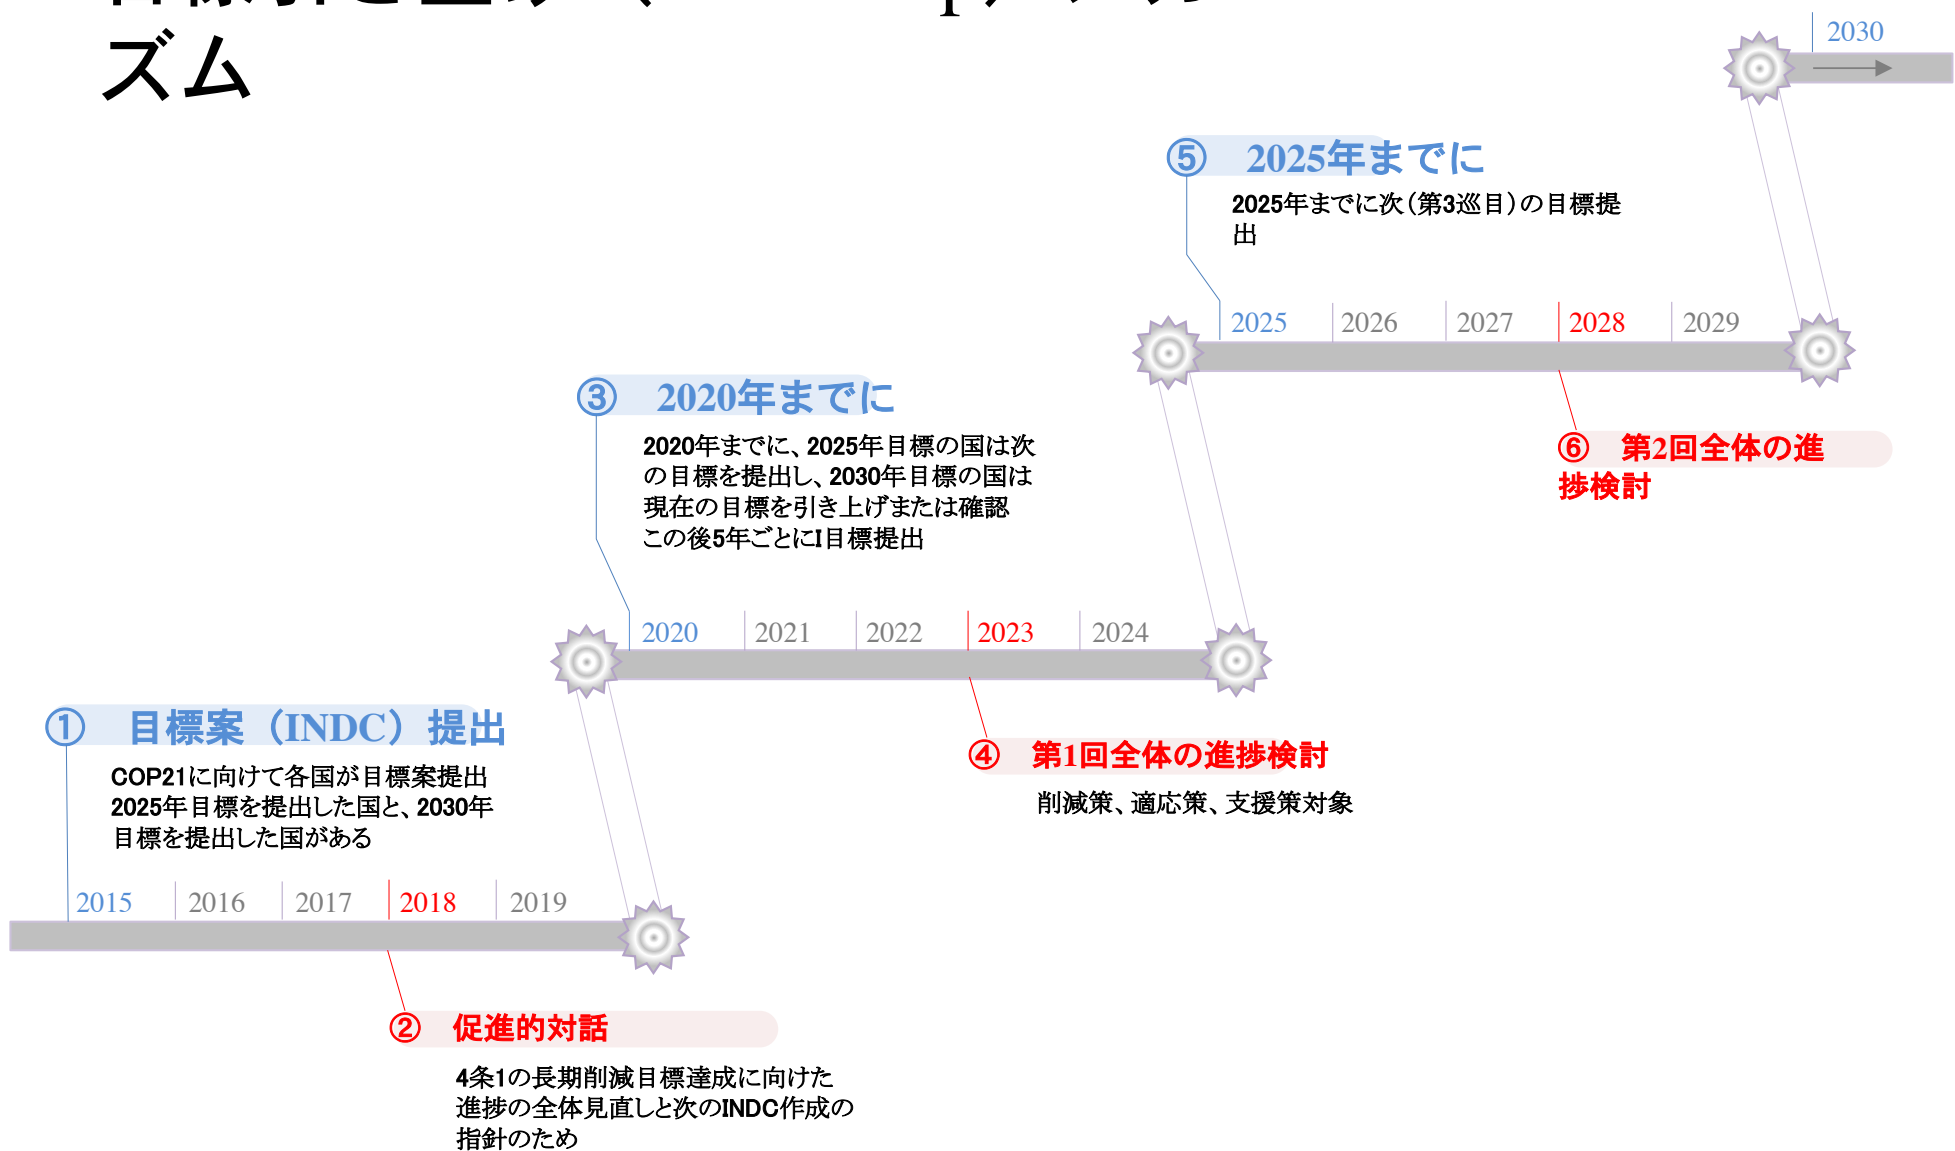 ズム
2030
⑤ 2025年までに
2025年までに次（第3巡目）の目標提
出
2025 2026 2027 2028 2029
⑥ 第2回全体の進
捗検討
③ 2020年までに
2020年までに、2025年目標の国は次
の目標を提出し、2030年目標の国は
現在の目標を引き上げまたは確認
この後5年ごとにI目標提出
2020 2021 2022 2023 2024
④ 第1回全体の進捗検討
削減策、適応策、支援策対象
① 目標案（INDC）提出
COP21に向けて各国が目標案提出
2025年目標を提出した国と、2030年
目標を提出した国がある
2015 2016 2017 2018 2019
② 促進的対話
4条1の長期削減目標達成に向けた
進捗の全体見直しと次のINDC作成の
指針のため